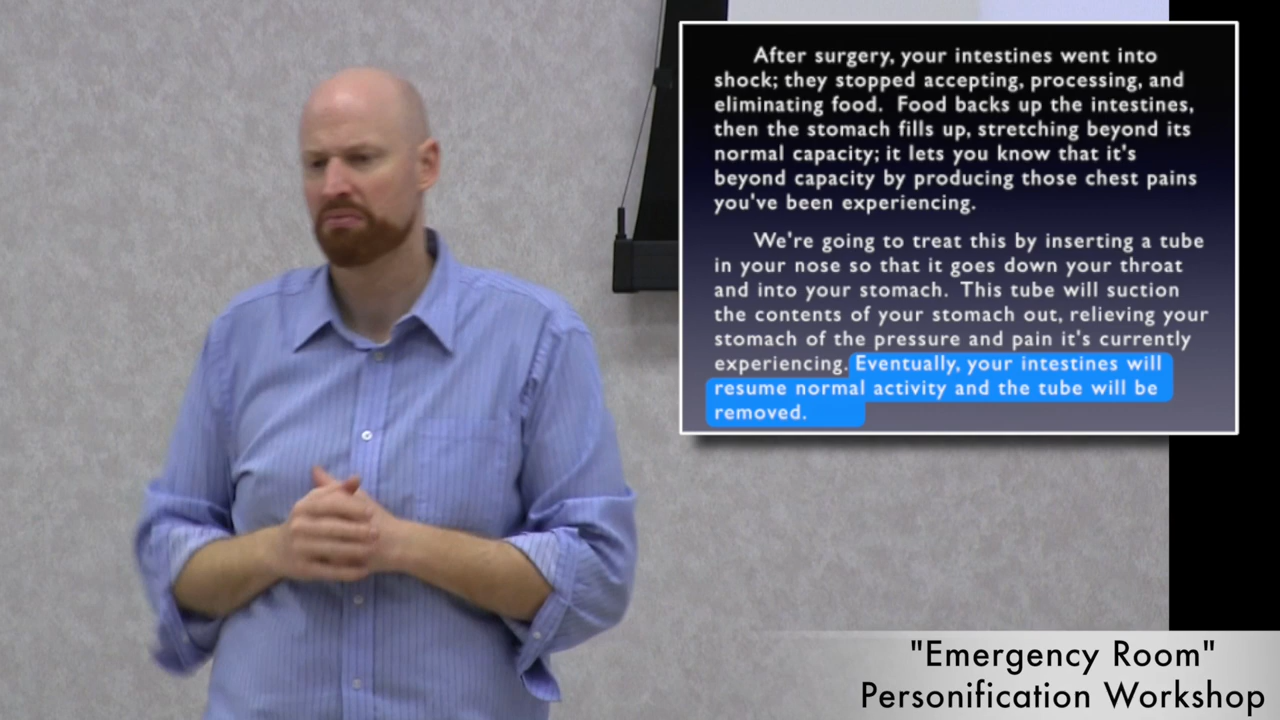 After surgery, your intestines went into
shock; they stopped accepting, processing, and
eliminating food. Food backs up the intestines,
then the stomach fills up, stretching beyond its
normal capacity; it lets you know that it's
beyond capacity by producing those chest pains
you've been experiencing.
We're going to treat this by inserting a tube
in your nose so that it goes down your throat
and into your stomach. This tube will suction
the contents of your stomach out, relieving your
stomach of the pressure and pain it's currently
experiencing. Eventually, your intestines will
resume normal activity and the tube will be
removed.
"Emergency Room"
Personification Workshop